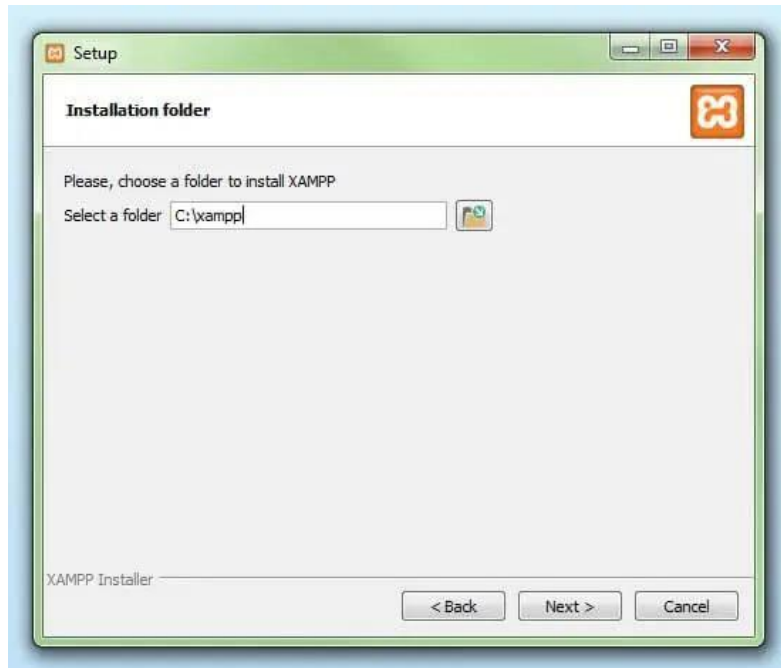 Setup
Installation folder
Please, choose a folder to install XAMPP
Select a folder C:\xampp
XAMPP Installer
< Back Next > Cancel